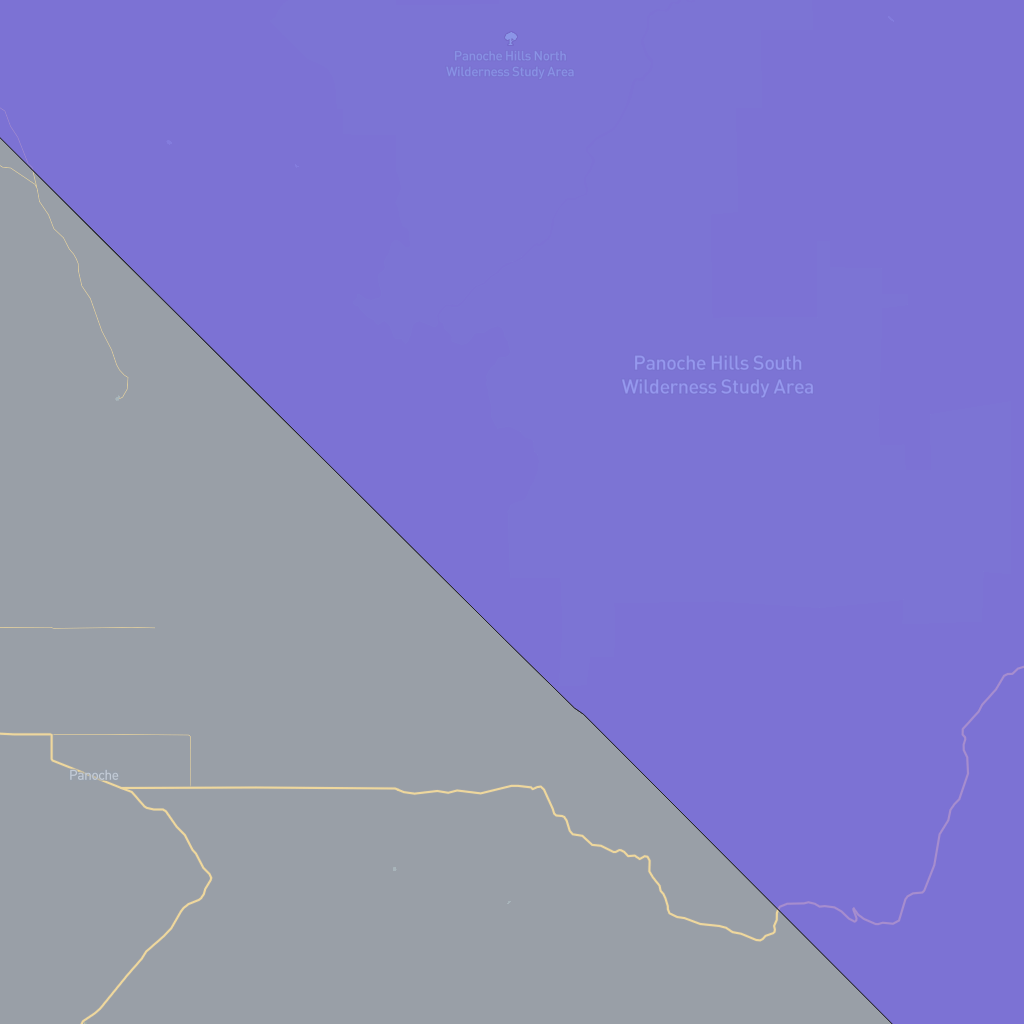 Panoche Hills North
Wilderness Study Area
Panoche Hills South
Wilderness Study Area
Panoche